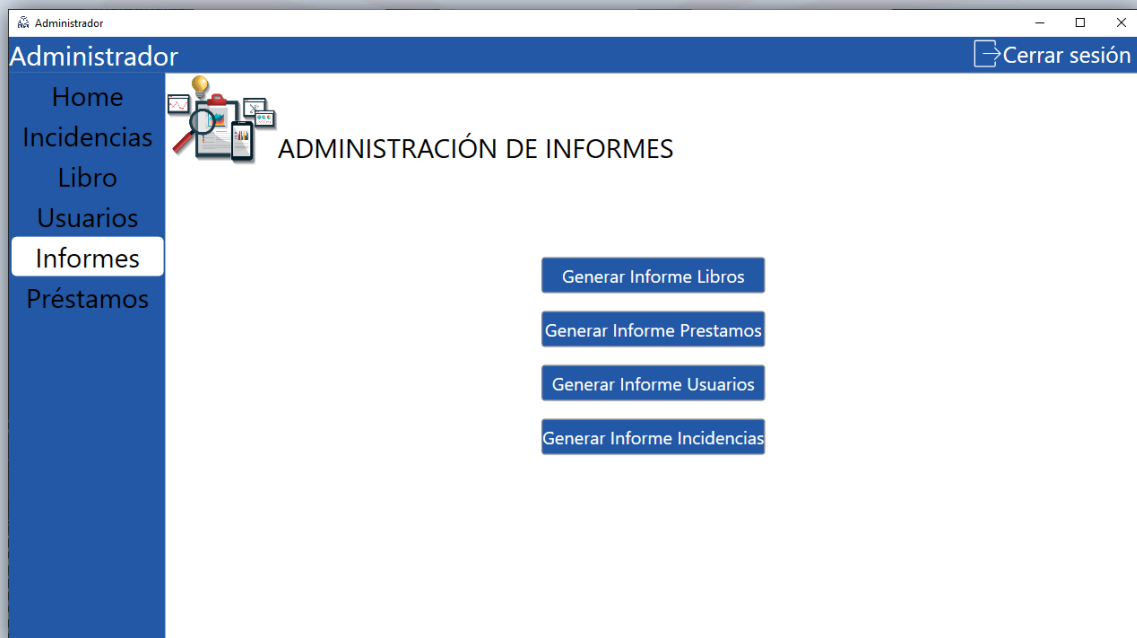 Administrador
Administrador
Cerrar sesión
Home
Incidencias
Libro
Usuarios
Informes
Préstamos
ADMINISTRACIÓN DE INFORMES
Generar Informe Libros
Generar Informe Prestamos
Generar Informe Usuarios
Generar Informe Incidencias